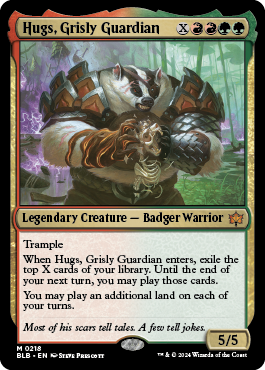 Hugs, Grisly Guardian X R R G G
Legendary Creature — Badger Warrior
Trample
When Hugs, Grisly Guardian enters, exile the
top X cards of your library. Until the end of
your next turn, you may play those cards.
You may play an additional land on each of
your turns.
Most of his scars tell tales. A few tell jokes.
5/5
M 0218
BLB • EN Steve Prescott
™ & © 2024 Wizards of the Coast